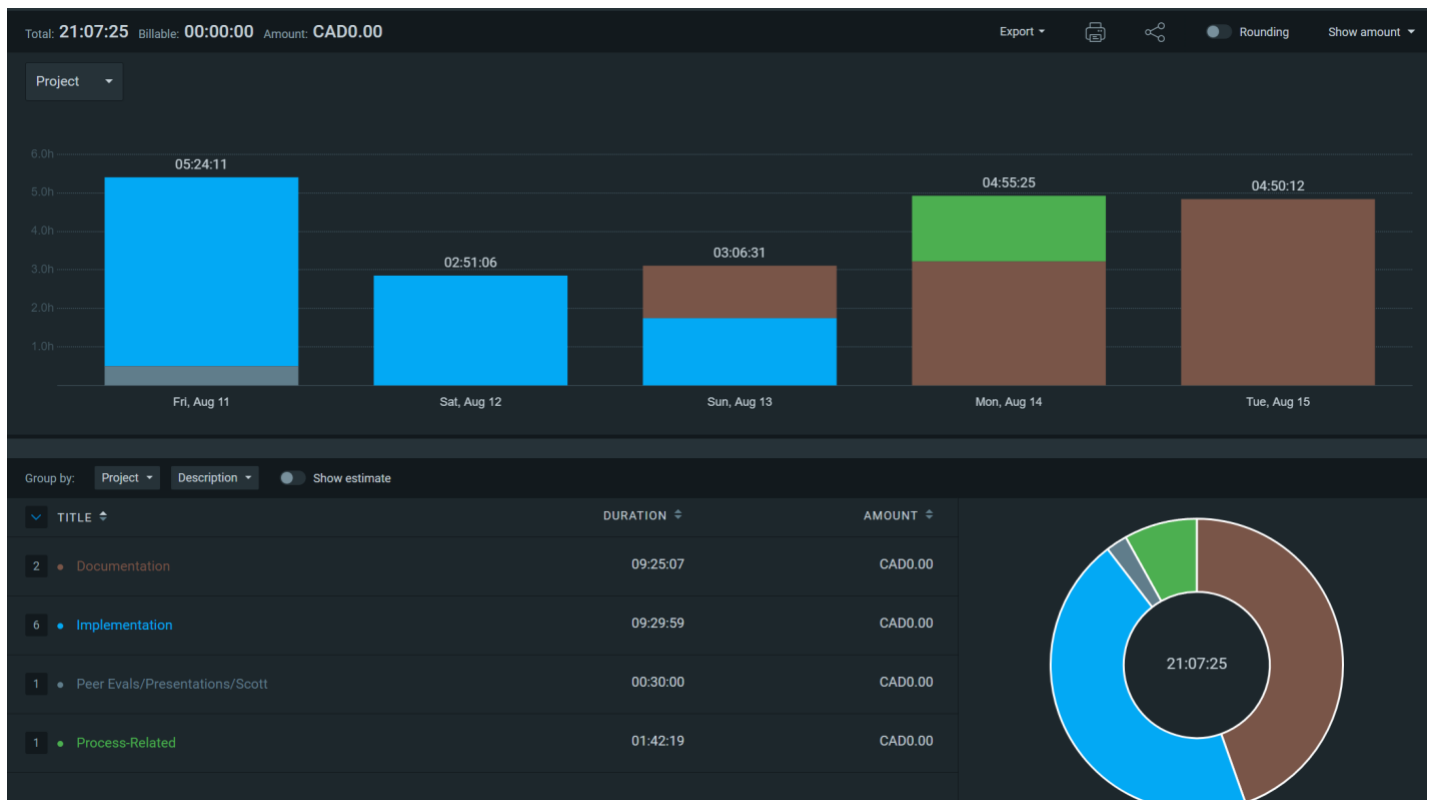 Total: 21:07:25 Billable: 00:00:00 Amount: CAD0.00 Export Rounding Show amount
Project
6.0h
05:24:11
04:55:25
04:50:12
5.0h
4.0h
03:06:31
02:51:06
3.0h
2.0h
1.0h
Fri, Aug 11 Sat, Aug 12 Sun, Aug 13 Mon, Aug 14 Tue, Aug 15
Group by: Project Description Show estimate
TITLE DURATION AMOUNT
2 Documentation 09:25:07 CAD0.00
6 Implementation 09:29:59 CAD0.00
21:07:25
1 Peer Evals/Presentations/Scott 00:30:00 CAD0.00
1 Process-Related 01:42:19 CAD0.00